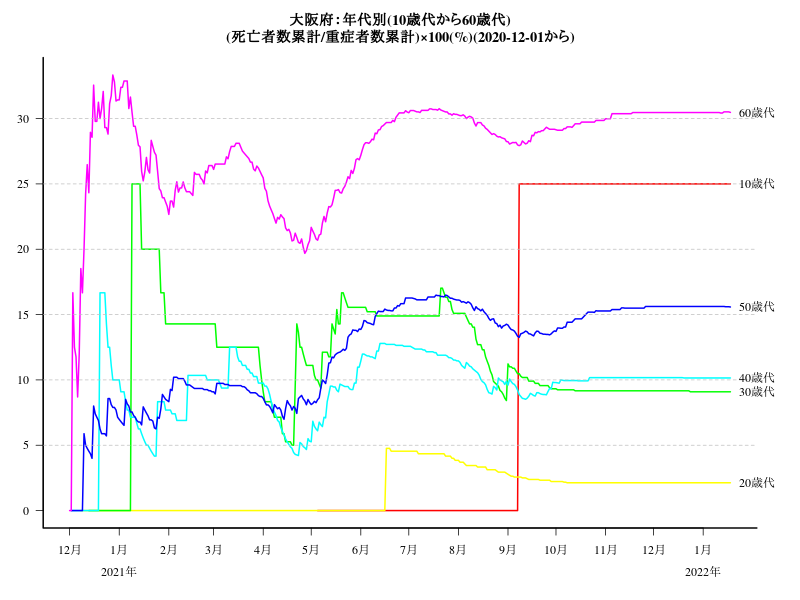 大阪府：年代別(10歳代から60歳代)
(死亡者数累計/重症者数累計)×100(%)(2020-12-01から)
30
25
20
15
10
5
0
60歳代
10歳代
50歳代
40歳代
30歳代
20歳代
12月 1月 2月 3月 4月 5月 6月 7月 8月 9月 10月 11月 12月 1月
2021年 2022年